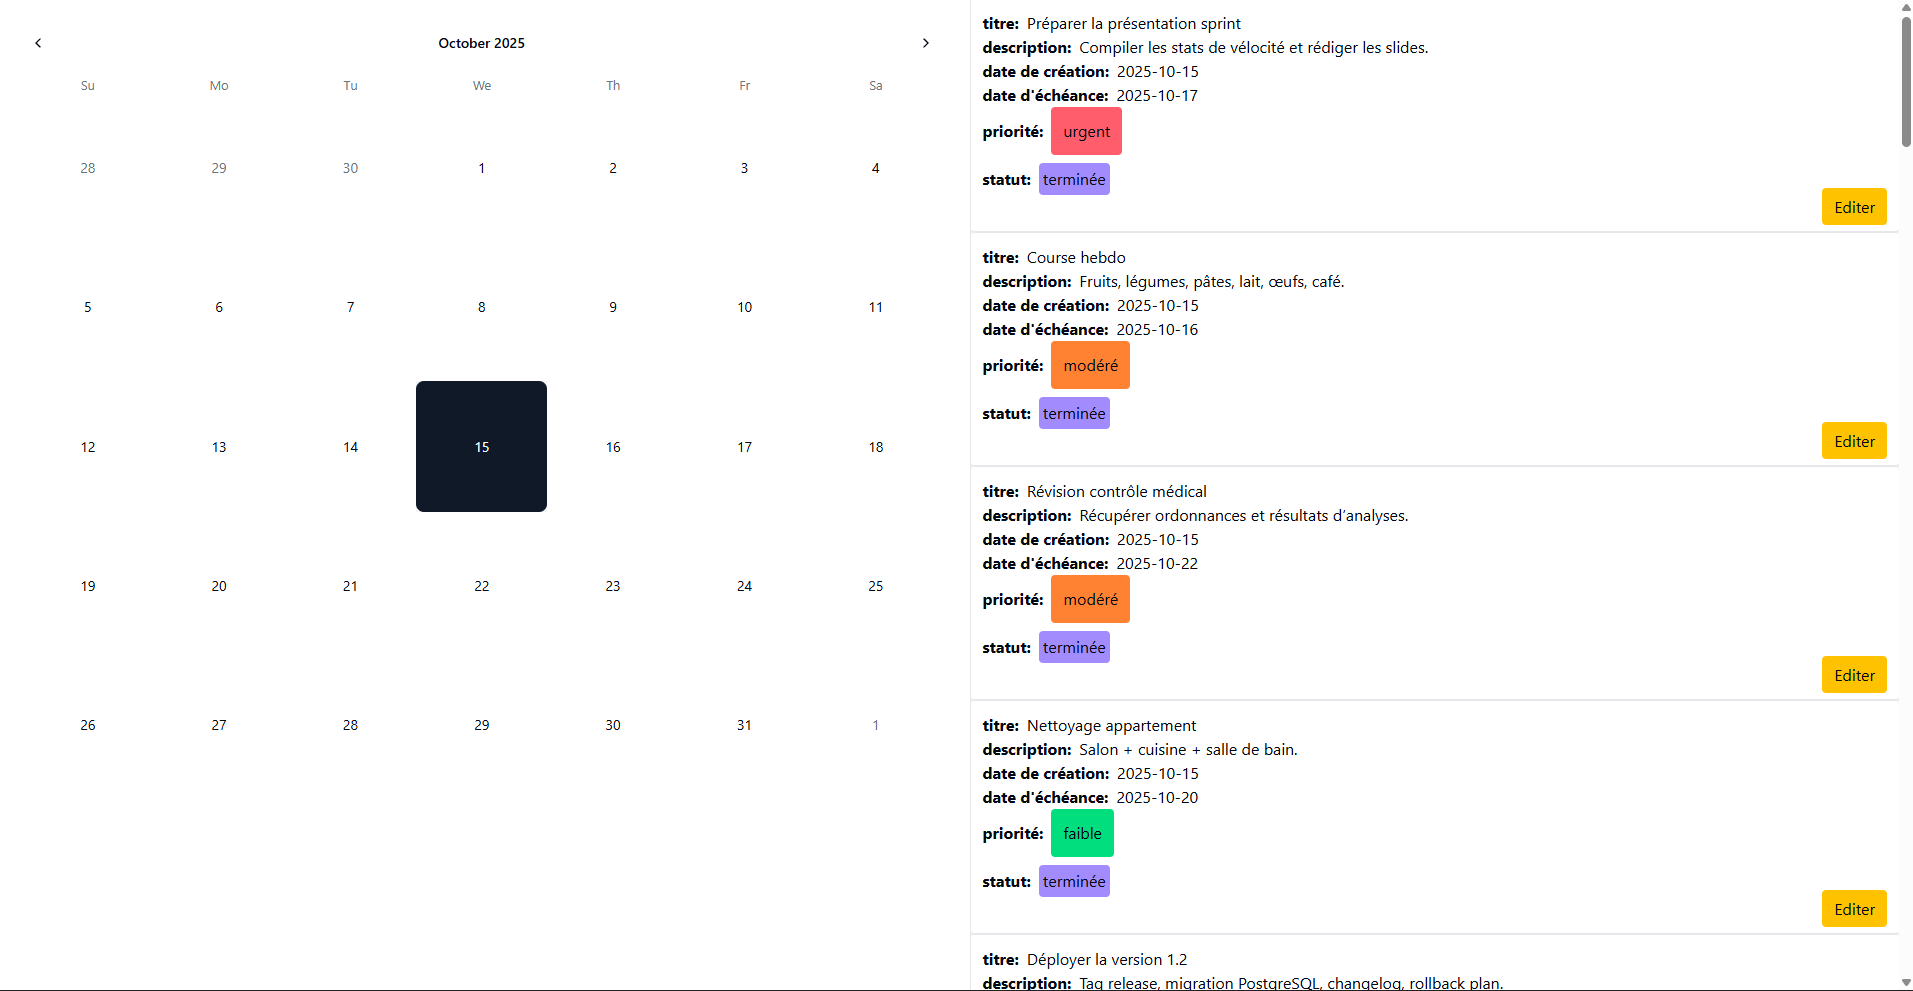 October 2025
Su Mo Tu We Th Fr Sa
28 29 30 1 2 3 4
5 6 7 8 9 10 11
12 13 14 15 16 17 18
19 20 21 22 23 24 25
26 27 28 29 30 31 1
titre: Préparer la présentation sprint
description: Compiler les stats de vélocité et rédiger les slides.
date de création: 2025-10-15
date d'échéance: 2025-10-17
priorité: urgent
statut: terminée
Editer
titre: Course hebdo
description: Fruits, légumes, pâtes, lait, œufs, café.
date de création: 2025-10-15
date d'échéance: 2025-10-16
priorité: modéré
statut: terminée
Editer
titre: Révision contrôle médical
description: Récupérer ordonnances et résultats d’analyses.
date de création: 2025-10-15
date d'échéance: 2025-10-22
priorité: modéré
statut: terminée
Editer
titre: Nettoyage appartement
description: Salon + cuisine + salle de bain.
date de création: 2025-10-15
date d'échéance: 2025-10-20
priorité: faible
statut: terminée
Editer
titre: Déployer la version 1.2
description: Tag release, migration PostgreSQL, changelog, rollback plan.